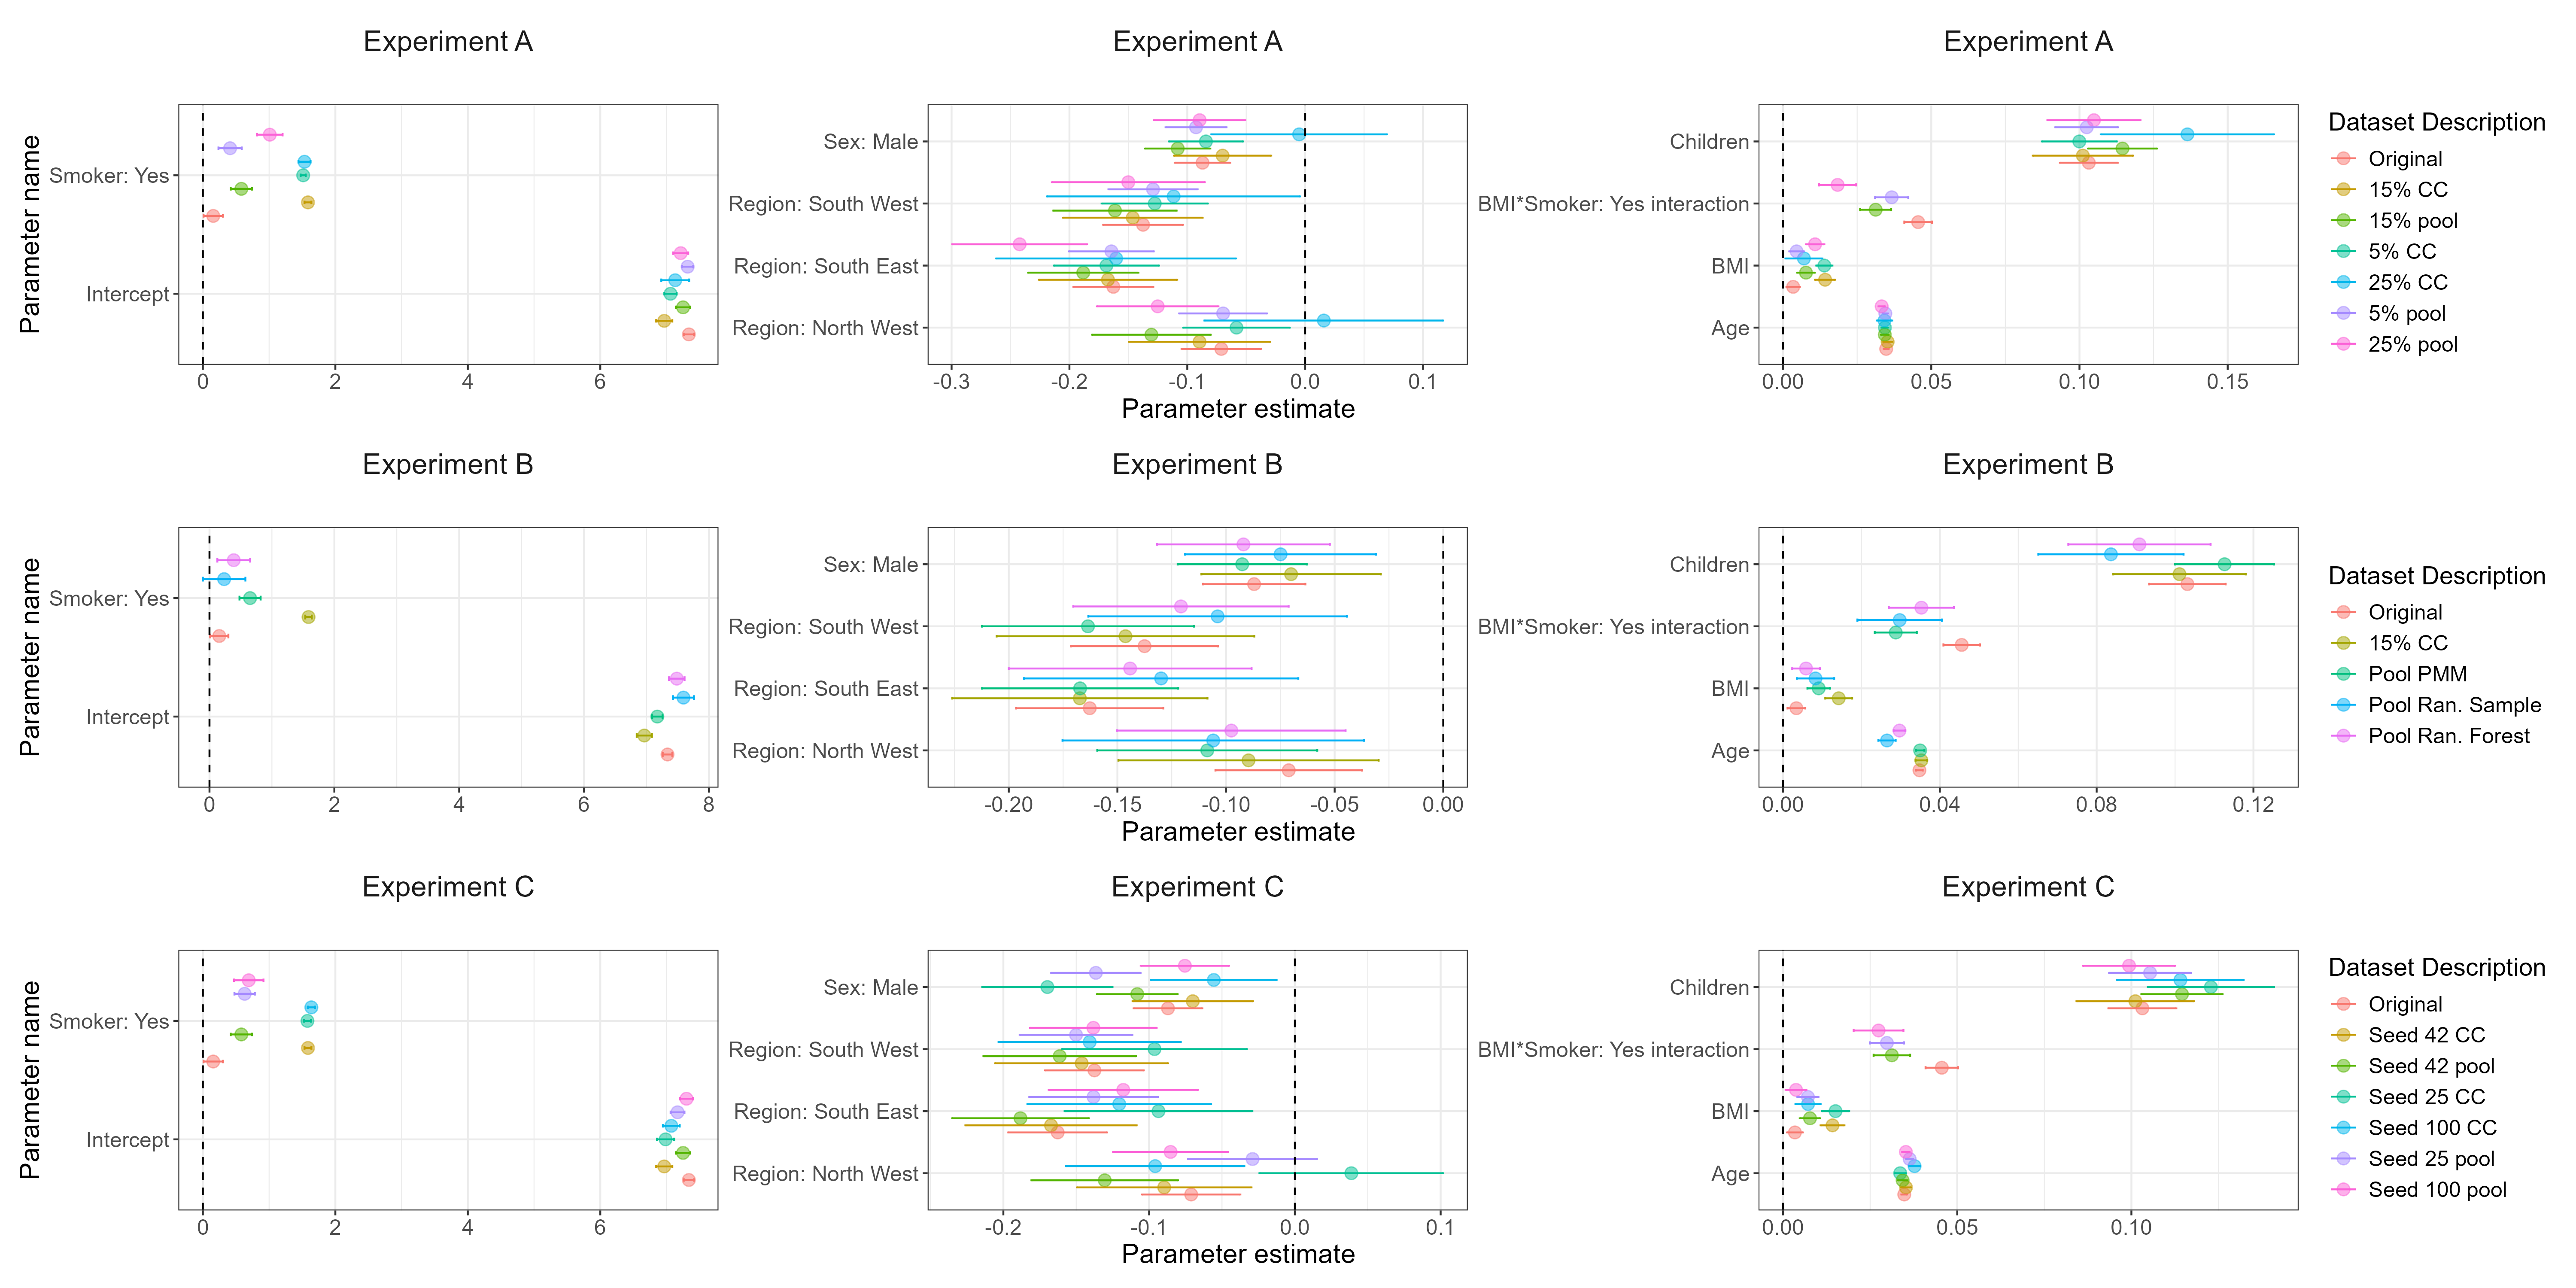 Experiment A
Experiment A
Experiment A
Parameter name
Smoker: Yes
Intercept
0
2
4
6
Sex: Male
Region: South West
Region: South East
Region: North West
-0.3
-0.2
-0.1
0.0
0.1
Parameter estimate
Children
BMI*Smoker: Yes interaction
BMI
Age
0.00
0.05
0.10
0.15
Dataset Description
Original
15% CC
15% pool
5% CC
25% CC
5% pool
25% pool
Experiment B
Experiment B
Experiment B
Parameter name
Smoker: Yes
Intercept
0
2
4
6
8
Sex: Male
Region: South West
Region: South East
Region: North West
-0.20
-0.15
-0.10
-0.05
0.00
Parameter estimate
Children
BMI*Smoker: Yes interaction
BMI
Age
0.00
0.04
0.08
0.12
Dataset Description
Original
15% CC
Pool PMM
Pool Ran. Sample
Pool Ran. Forest
Experiment C
Experiment C
Experiment C
Parameter name
Smoker: Yes
Intercept
0
2
4
6
Sex: Male
Region: South West
Region: South East
Region: North West
-0.2
-0.1
0.0
0.1
Parameter estimate
Children
BMI*Smoker: Yes interaction
BMI
Age
0.00
0.05
0.10
Dataset Description
Original
Seed 42 CC
Seed 42 pool
Seed 25 CC
Seed 100 CC
Seed 25 pool
Seed 100 pool